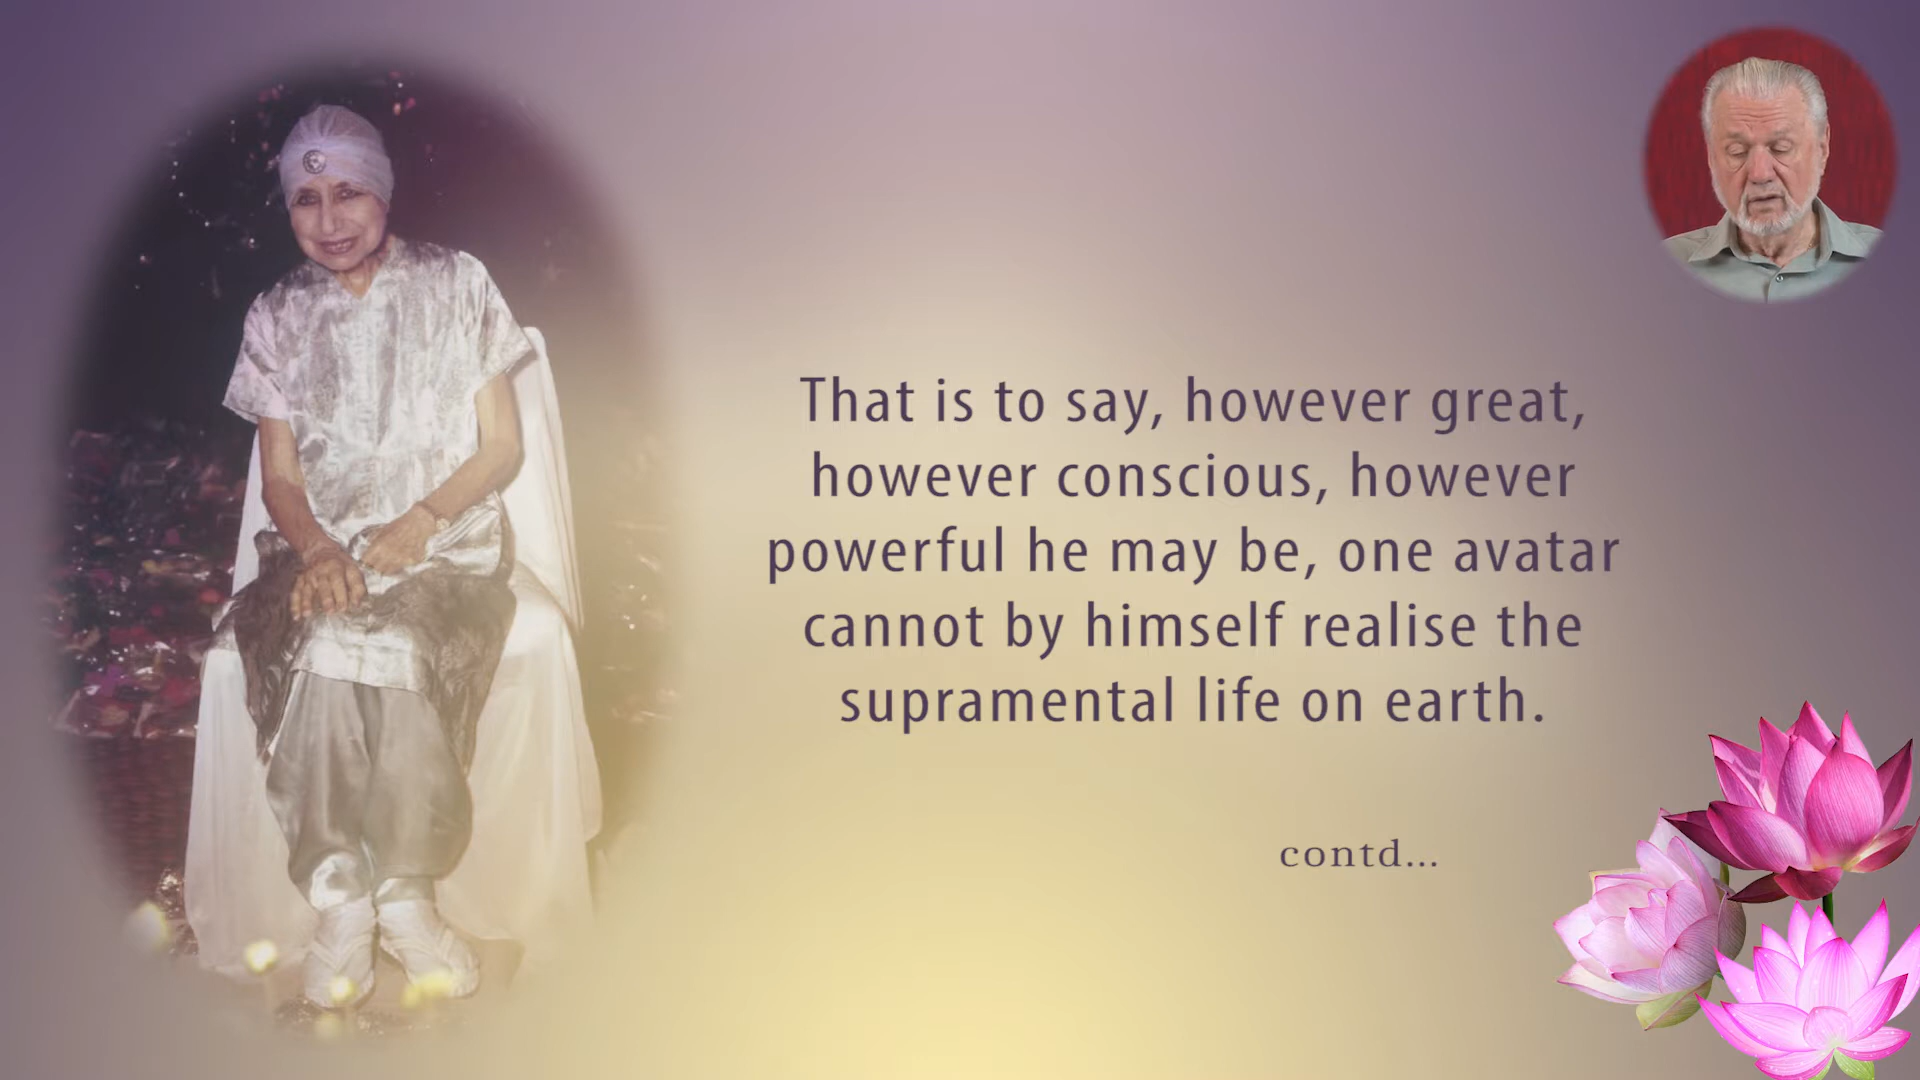 That is to say, however great,
however conscious, however
powerful he may be, one avatar
cannot by himself realise the
supramental life on earth.
contd...